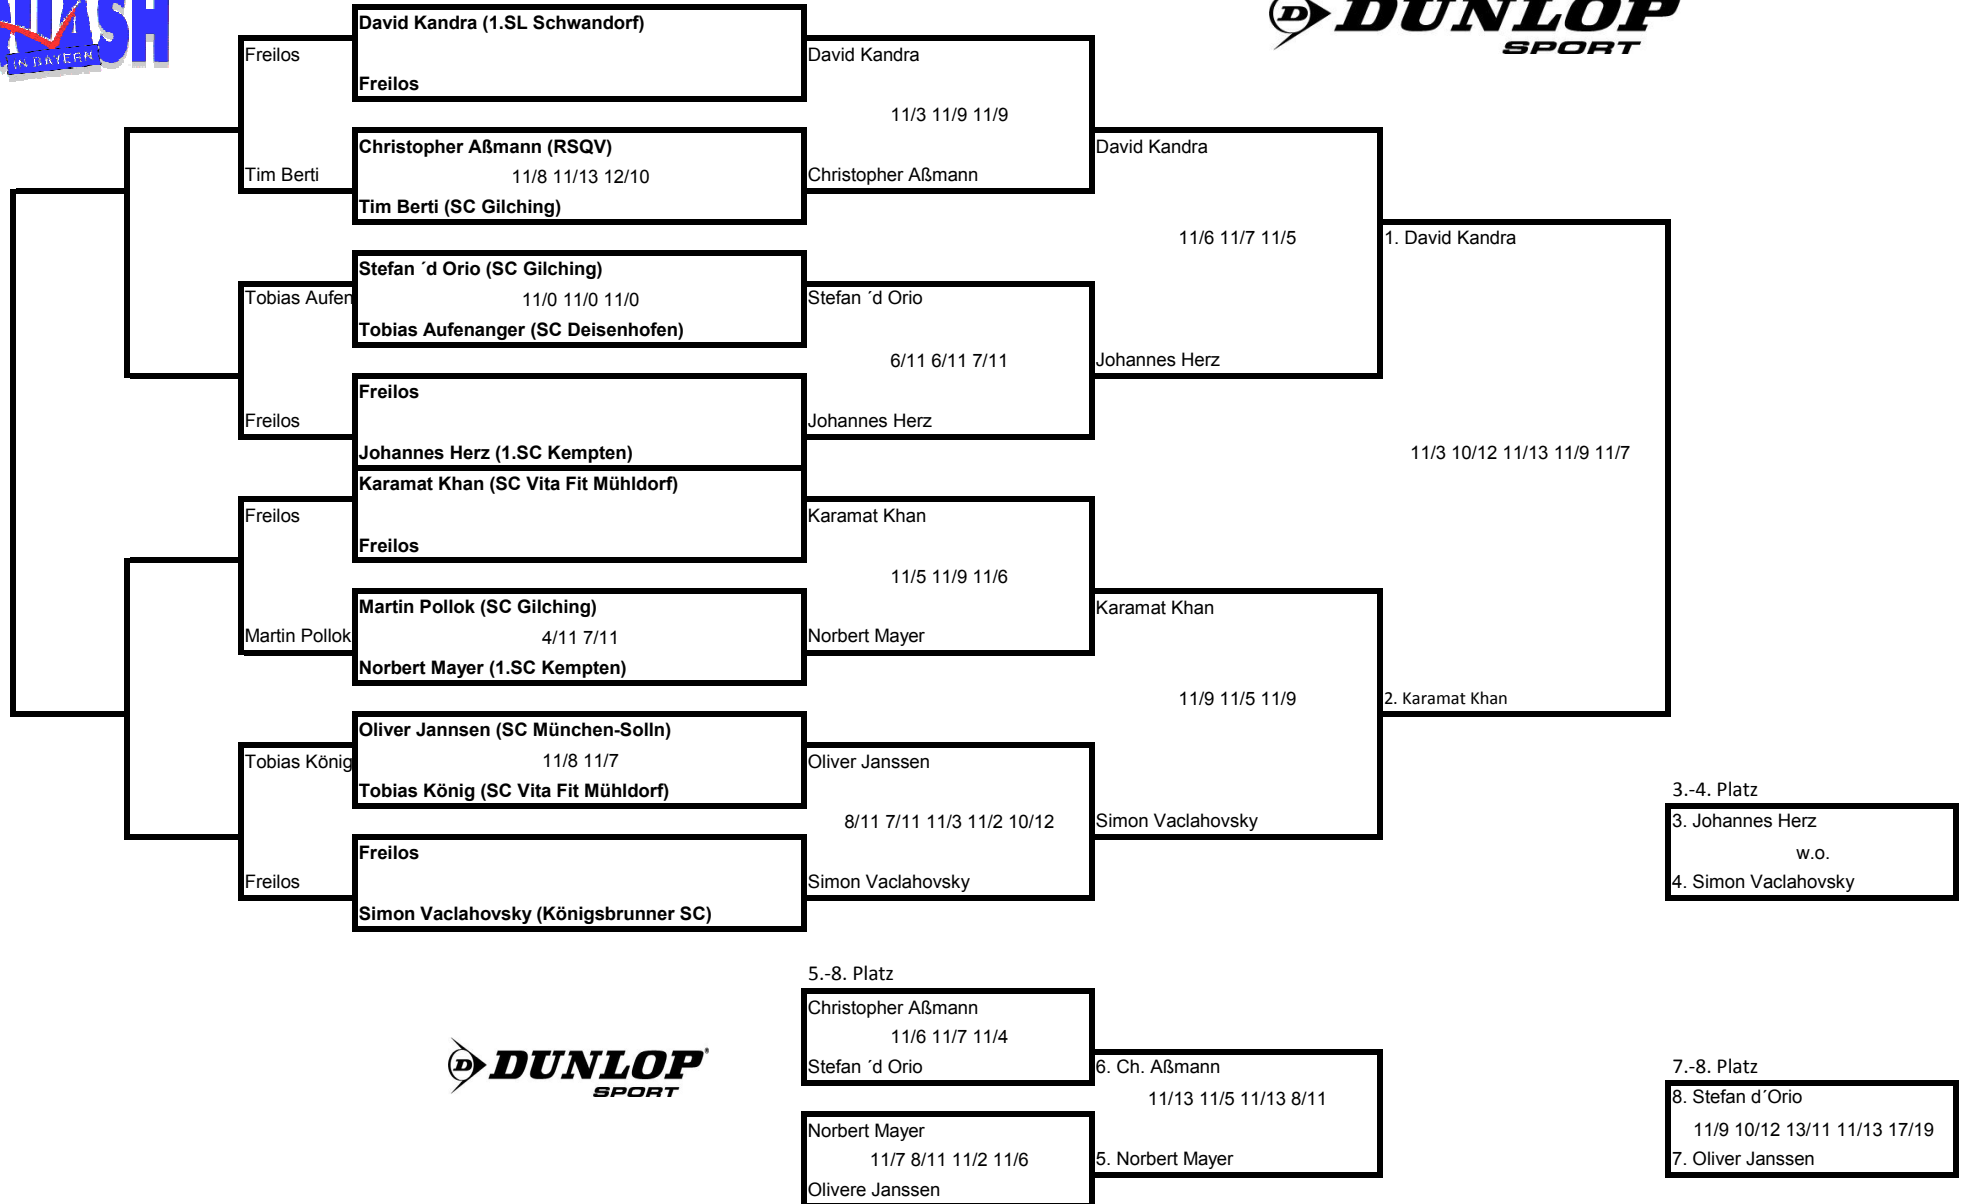 IN BAYERN
DUNLOP
SPORT
David Kandra (1.SL Schwandorf)
Freilos
David Kandra
Freilos
11/3 11/9 11/9
Christopher Aßmann (RSQV)
David Kandra
Tim Berti
11/8 11/13 12/10
Christopher Aßmann
Tim Berti (SC Gilching)
11/6 11/7 11/5
1. David Kandra
Stefan ´d Orio (SC Gilching)
Tobias Aufen
11/0 11/0 11/0
Stefan ´d Orio
Tobias Aufenanger (SC Deisenhofen)
6/11 6/11 7/11
Johannes Herz
Freilos
Freilos
Johannes Herz
Johannes Herz (1.SC Kempten)
11/3 10/12 11/13 11/9 11/7
Karamat Khan (SC Vita Fit Mühldorf)
Freilos
Karamat Khan
Freilos
11/5 11/9 11/6
Martin Pollok (SC Gilching)
Karamat Khan
Martin Pollok
4/11 7/11
Norbert Mayer
Norbert Mayer (1.SC Kempten)
11/9 11/5 11/9
2. Karamat Khan
Oliver Jannsen (SC München-Solln)
Tobias König
11/8 11/7
Oliver Janssen
Tobias König (SC Vita Fit Mühldorf)
3.-4. Platz
8/11 7/11 11/3 11/2 10/12
Simon Vaclahovsky
3. Johannes Herz
Freilos
w.o.
Freilos
Simon Vaclahovsky
4. Simon Vaclahovsky
Simon Vaclahovsky (Königsbrunner SC)
5.-8. Platz
Christopher Aßmann
11/6 11/7 11/4
Stefan ´d Orio
6. Ch. Aßmann
7.-8. Platz
DUNLOP
SPORT
11/13 11/5 11/13 8/11
8. Stefan d´Orio
Norbert Mayer
11/9 10/12 13/11 11/13 17/19
11/7 8/11 11/2 11/6
5. Norbert Mayer
7. Oliver Janssen
Olivere Janssen